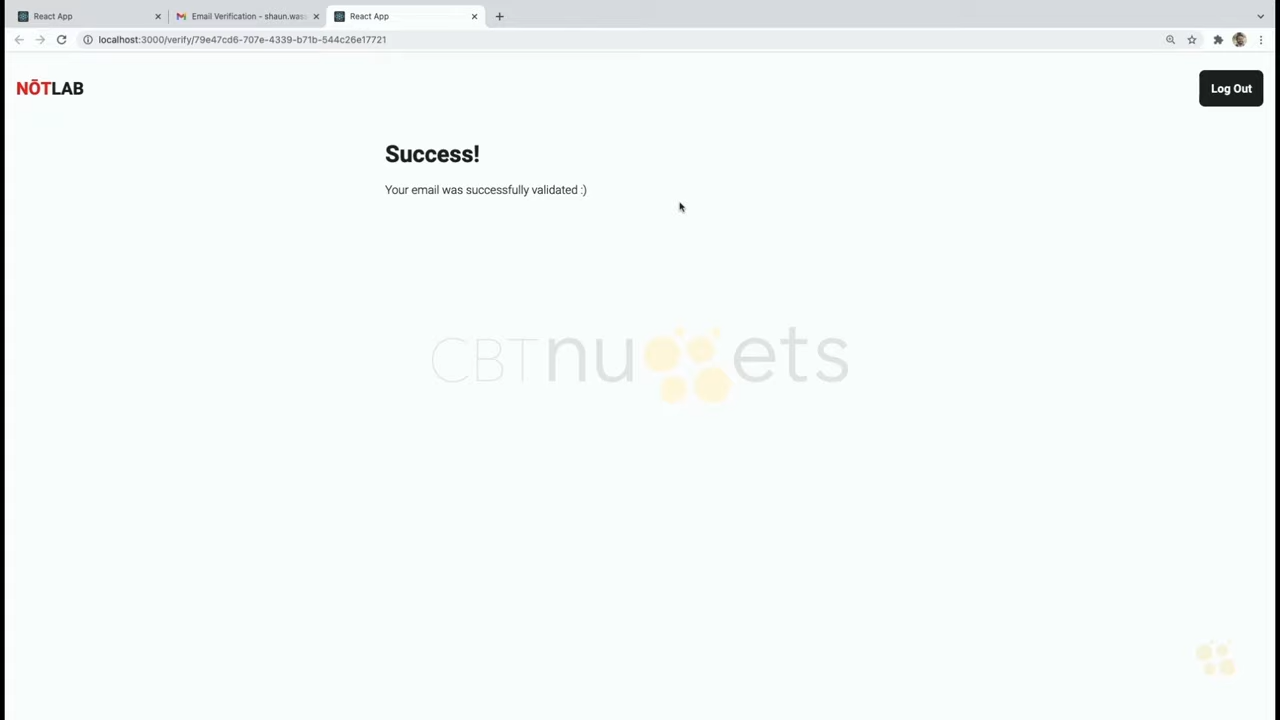 React App
Email Verification - shaun.was
React App
localhost:3000/verify/79e47cd6-707e-4339-b71b-544c26e17721
NŌTLAB
Log Out
Success!
Your email was successfully validated :)
CBTnuggets